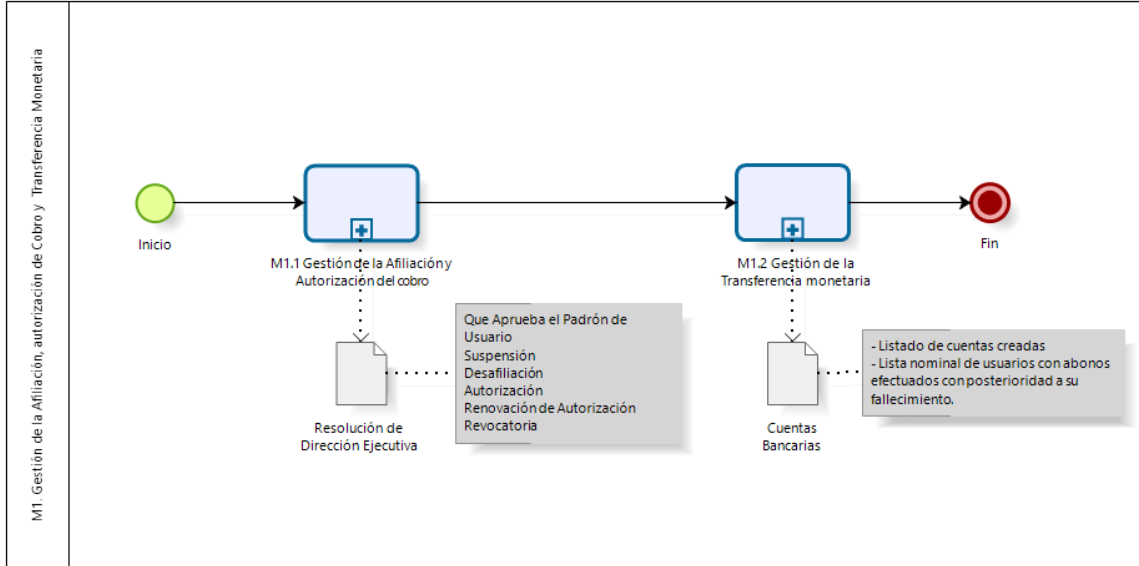 M1. Gestión de la Afiliación, autorización de Cobro y Transferencia Monetaria
Inicio
M1.1 Gestión de la Afiliación y
Autorización del cobro
M1.2 Gestión de la
Transferencia monetaria
Fin
Que Aprueba el Padrón de
Usuario
Suspensión
Desafiliación
Autorización
Renovación de Autorización
Revocatoria
Resolución de
Dirección Ejecutiva
- Listado de cuentas creadas
- Lista nominal de usuarios con abonos
efectuados con posterioridad a su
fallecimiento.
Cuentas
Bancarias